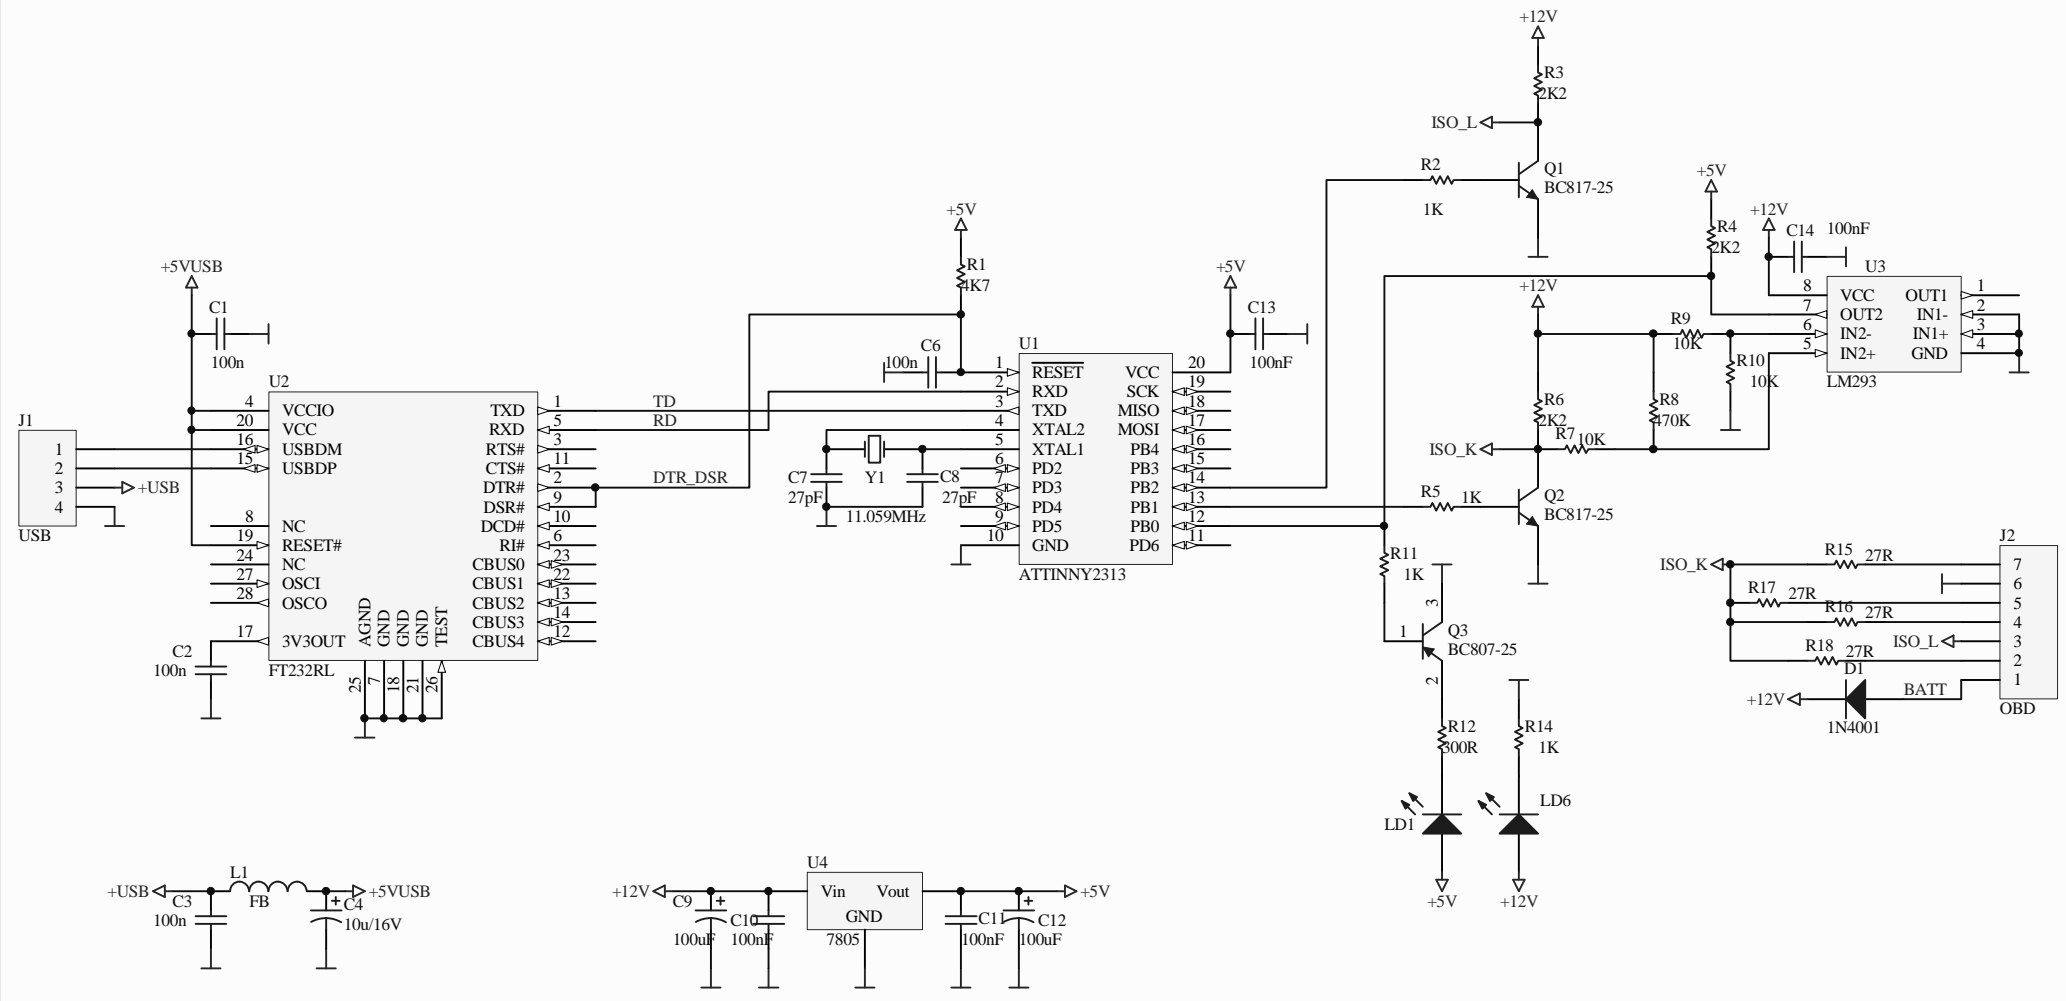 +12V
R3
2K2
ISO_L
R2
1K
Q1
BC817-25
+5V
R4
2K2
+12V
C14
100nF
U3
8 VCC OUT1 1
7 OUT2 IN1- 2
6 IN2- IN1+ 3
5 IN2+ GND 4
LM293
+12V
R9
10K
R10
10K
R6
2K2
R8
470K
ISO_K
R7 10K
R5 1K
Q2
BC817-25
+5V
R1
4K7
C6
100n
+5V
C13
100nF
U1
1 RESET VCC 20
2 RXD SCK 19
3 TXD MISO 18
4 XTAL2 MOSI 17
5 XTAL1 PB4 16
6 PD2 PB3 15
7 PD3 PB2 14
8 PD4 PB1 13
9 PD5 PB0 12
10 GND PD6 11
ATTINNY2313
C7
27pF
Y1
11.059MHz
C8
27pF
TD
RD
DTR_DSR
+5VUSB
C1
100n
U2
4 VCCIO TXD 1
20 VCC RXD 5
16 USBDM RTS# 3
15 USBDP CTS# 11
DTR# 2
DSR# 9
8 NC DCD# 10
19 RESET# RI# 6
24 NC CBUS0 23
27 OSCI CBUS1 22
28 OSCO CBUS2 13
CBUS3 14
17 3V3OUT CBUS4 12
AGND GND GND GND TEST
25 7 18 21 26
FT232RL
J1
1
2
3 +USB
4
USB
C2
100n
R11
1K
3
1
Q3
BC807-25
2
R12
300R
LD1
+5V
R14
1K
LD6
+12V
J2
ISO_K R15 27R 7
6
R17 27R 5
R16 27R 4
ISO_L 3
R18 27R 2
D1
+12V BATT 1
1N4001
OBD
+USB L1 +5VUSB
FB
C3
100n
C4
+
10u/16V
U4
+12V Vin Vout +5V
GND
7805
C9
+
100uF
C10
100nF
C11
100nF
C12
+
100uF